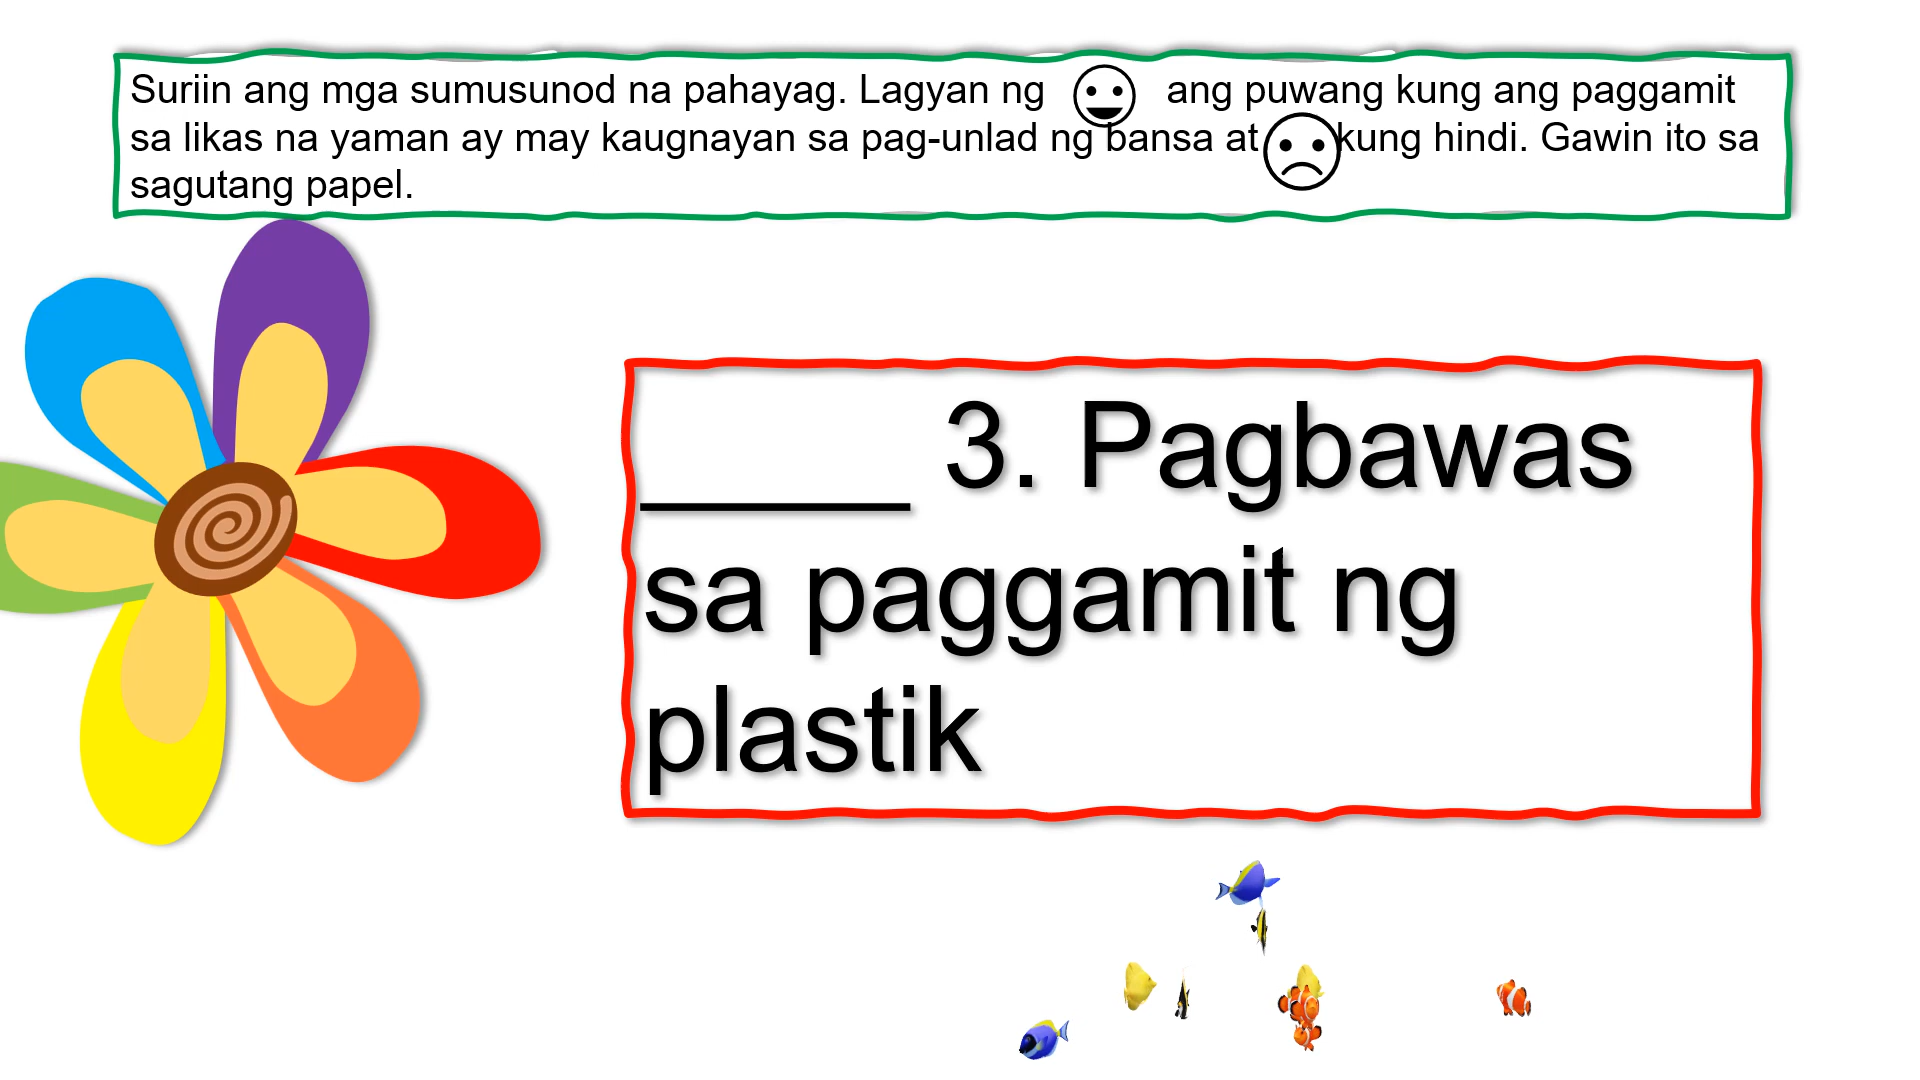 Suriin ang mga sumusunod na pahayag. Lagyan ng ang puwang kung ang paggamit
sa likas na yaman ay may kaugnayan sa pag-unlad ng bansa at kung hindi. Gawin ito sa
sagutang papel.
_____ 3. Pagbawas
sa paggamit ng
plastik